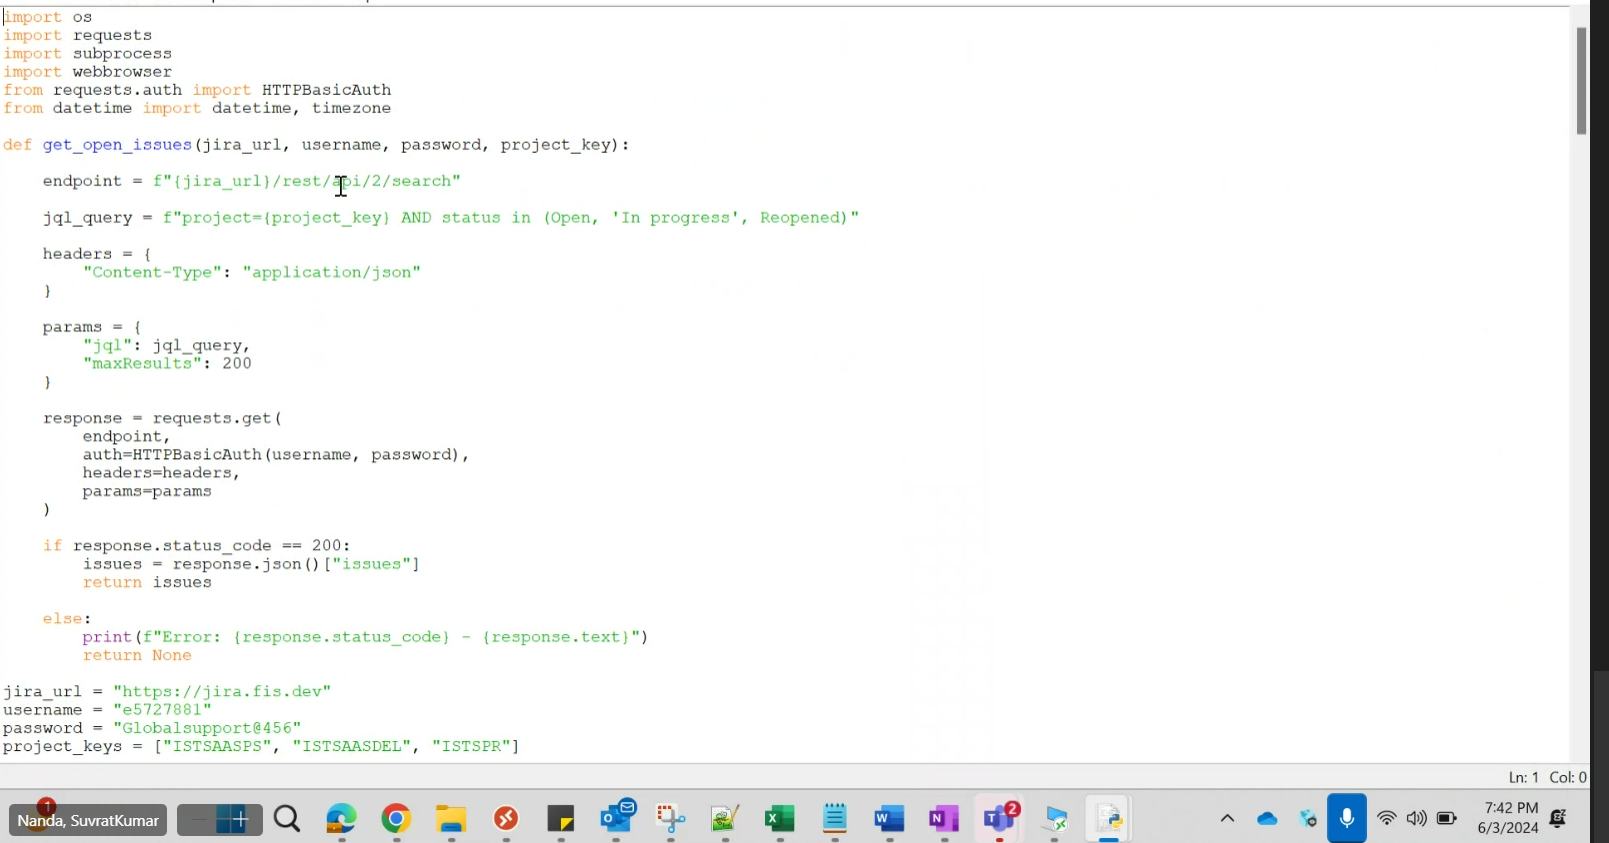 import os
import requests
import subprocess
import webbrowser
from requests.auth import HTTPBasicAuth
from datetime import datetime, timezone
def get_open_issues(jira_url, username, password, project_key):
endpoint = f"{jira_url}/rest/api/2/search"
jql_query = f"project={project_key} AND status in (Open, 'In progress', Reopened)"
headers = {
"Content-Type": "application/json"
}
params = {
"jql": jql_query,
"maxResults": 200
}
response = requests.get(
endpoint,
auth=HTTPBasicAuth(username, password),
headers=headers,
params=params
)
if response.status_code == 200:
issues = response.json()["issues"]
return issues
else:
print(f"Error: {response.status_code} - {response.text}")
return None
jira_url = "https://jira.fis.dev"
username = "e5727881"
password = "Globalsupport@456"
project_keys = ["ISTSAASPS", "ISTSAASDEL", "ISTSPR"]
Ln: 1 Col: 0
1
Nanda, SuvratKumar
2
7:42 PM
6/3/2024